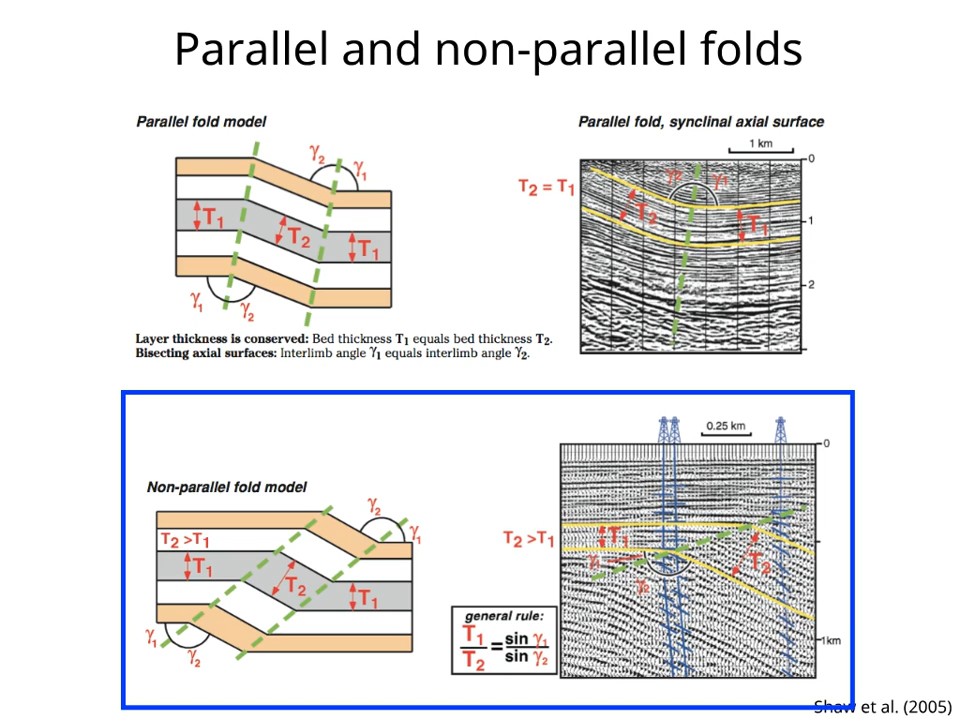 Parallel and non-parallel folds
Parallel fold model
γ₂
γ₁
T₁
T₂
T₁
γ₁
γ₂
Layer thickness is conserved: Bed thickness T₁ equals bed thickness T₂.
Bisecting axial surfaces: Interlimb angle γ₁ equals interlimb angle γ₂.
Parallel fold, synclinal axial surface
1 km
0
T₂ = T₁
γ₂
γ₁
T₂
T₁
1
2
Non-parallel fold model
γ₂
γ₁
T₂ >T₁
T₁
T₂
T₁
γ₁
γ₂
0.25 km
0
T₂ >T₁
T₁
γ₁
T₂
γ₂
general rule:
T₁ / T₂ = sin γ₁ / sin γ₂
1km
Shaw et al. (2005)